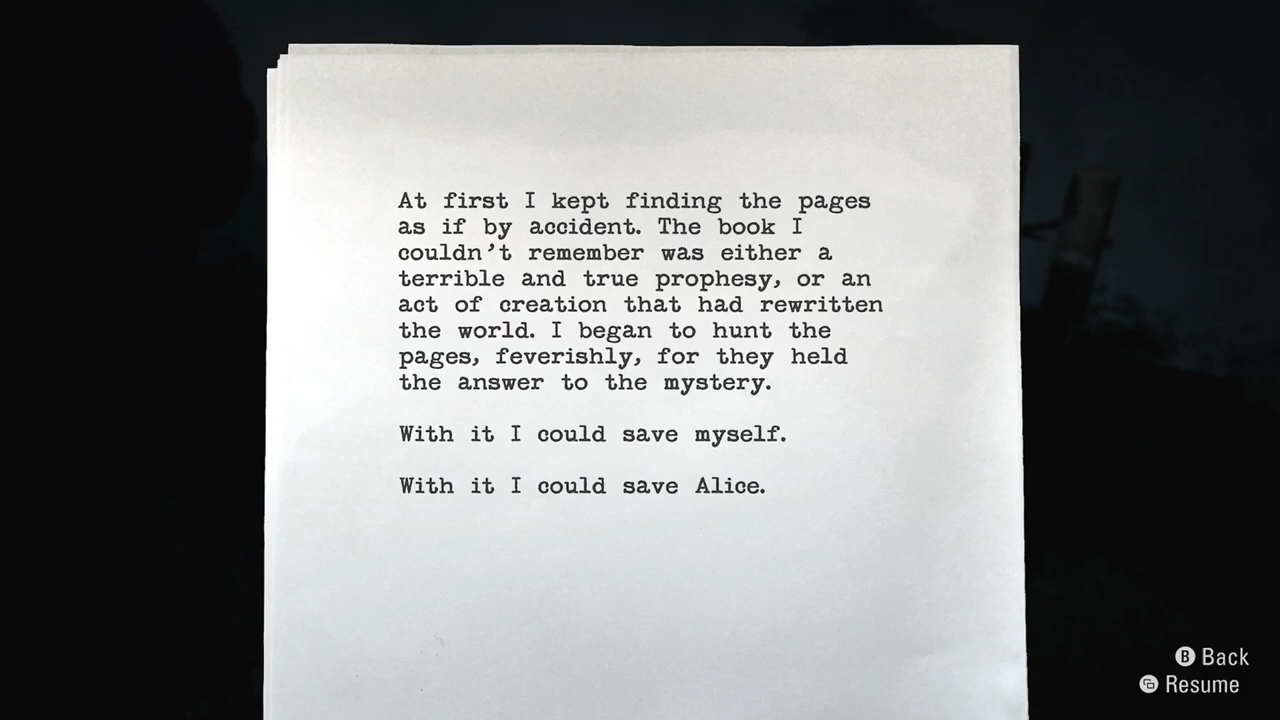 At first I kept finding the pages
as if by accident. The book I
couldn't remember was either a
terrible and true prophesy, or an
act of creation that had rewritten
the world. I began to hunt the
pages, feverishly, for they held
the answer to the mystery.
With it I could save myself.
With it I could save Alice.
B Back
Resume